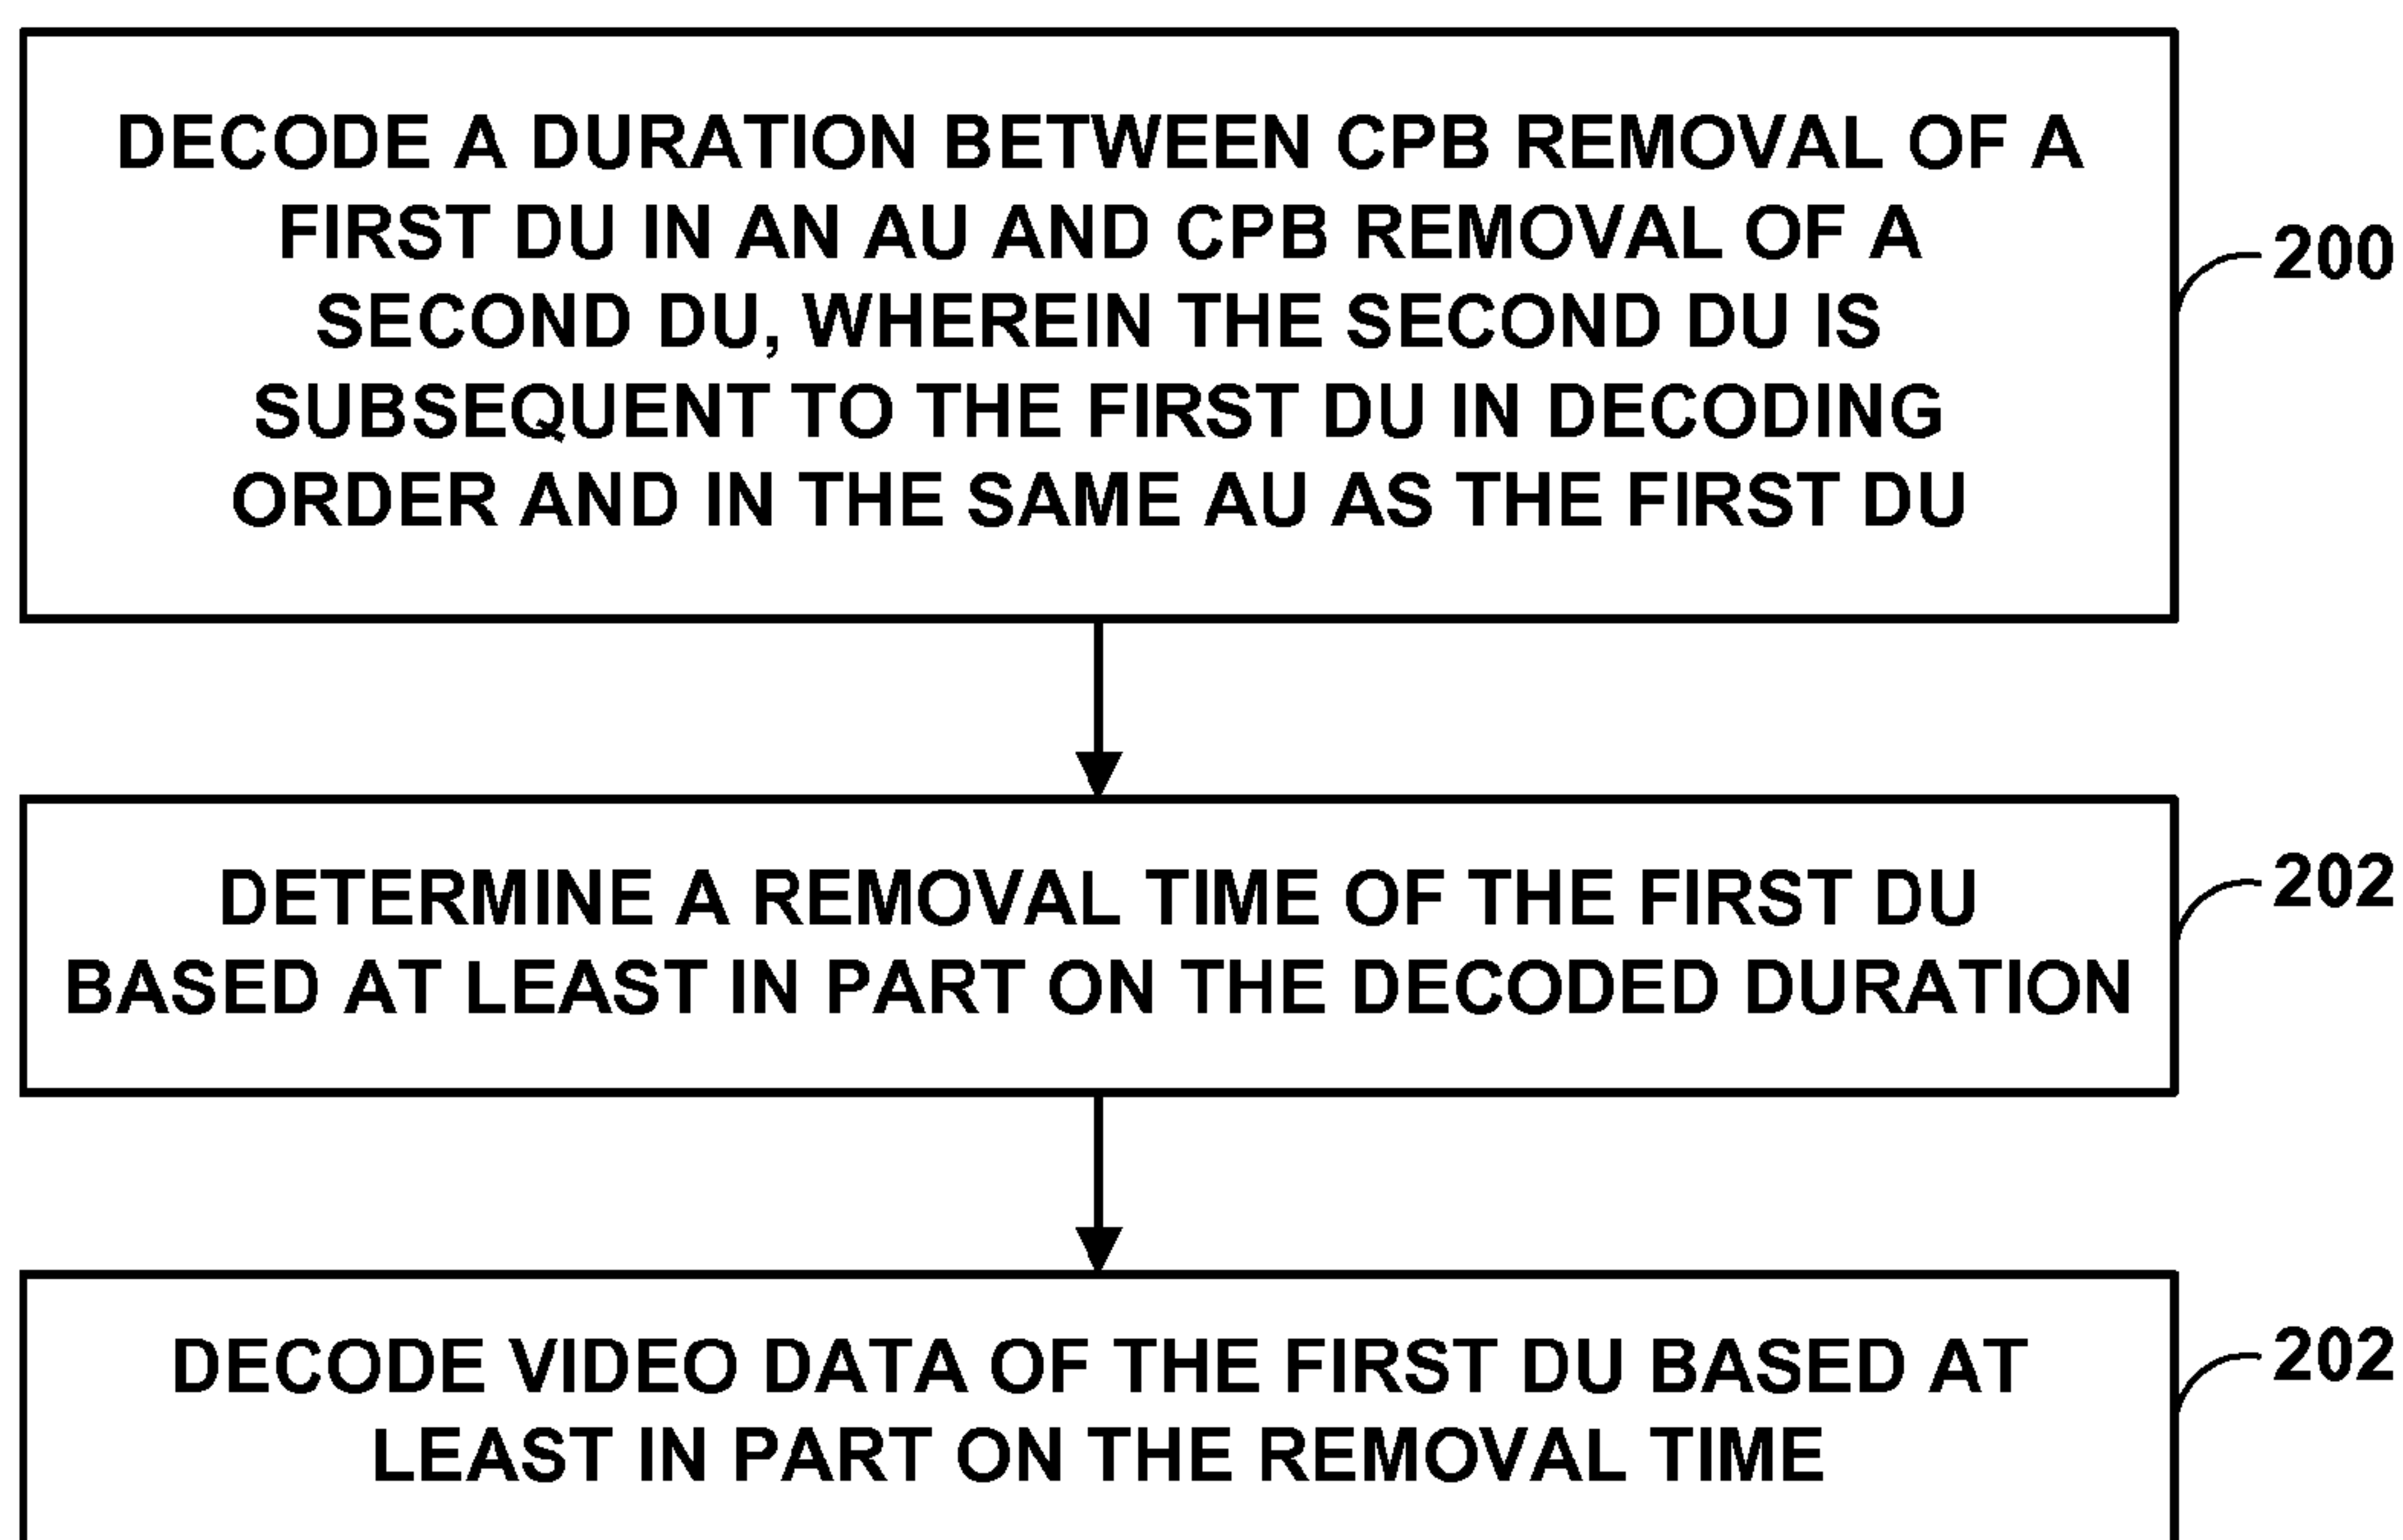 DECODE A DURATION BETWEEN CPB REMOVAL OF A
FIRST DU IN AN AU AND CPB REMOVAL OF A
SECOND DU, WHEREIN THE SECOND DU IS
SUBSEQUENT TO THE FIRST DU IN DECODING
ORDER AND IN THE SAME AU AS THE FIRST DU
200
DETERMINE A REMOVAL TIME OF THE FIRST DU
BASED AT LEAST IN PART ON THE DECODED DURATION
202
DECODE VIDEO DATA OF THE FIRST DU BASED AT
LEAST IN PART ON THE REMOVAL TIME
202